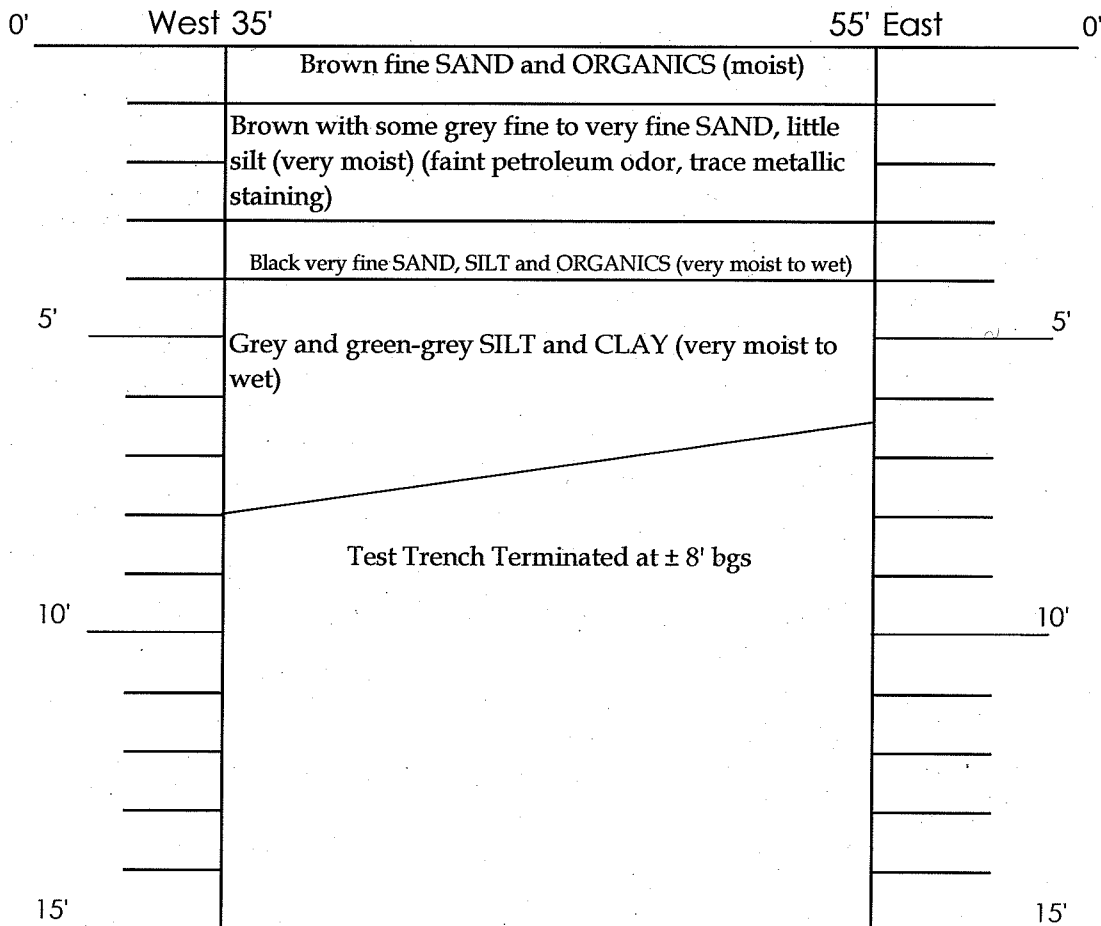 0' West 35' 55' East 0'
Brown fine SAND and ORGANICS (moist)
Brown with some grey fine to very fine SAND, little
silt (very moist) (faint petroleum odor, trace metallic
staining)
Black very fine SAND, SILT and ORGANICS (very moist to wet)
5' 5'
Grey and green-grey SILT and CLAY (very moist to
wet)
Test Trench Terminated at ± 8' bgs
10' 10'
15' 15'